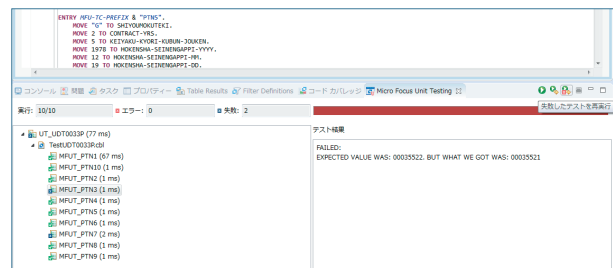 ENTRY MFU-TC-PREFIX & "PTN5".
MOVE "G" TO SHIYOUMOKUTEKI.
MOVE 2 TO CONTRACT-YRS.
MOVE 5 TO KEIYAKU-KYORI-KUBUN-JOUKEN.
MOVE 1978 TO HOKENSHA-SEINENGAPPI-YYYY.
MOVE 12 TO HOKENSHA-SEINENGAPPI-MM.
MOVE 19 TO HOKENSHA-SEINENGAPPI-DD.
コンソール 問題 タスク プロパティー Table Results Filter Definitions コード カバレッジ Micro Focus Unit Testing
失敗したテストを再実行
実行: 10/10 エラー: 0 失敗: 2
テスト結果
UT_UDT0033P (77 ms)
TestUDT0033P.cbl
MFUT_PTN1 (67 ms)
MFUT_PTN10 (1 ms)
MFUT_PTN2 (1 ms)
MFUT_PTN3 (1 ms)
MFUT_PTN4 (1 ms)
MFUT_PTN5 (1 ms)
MFUT_PTN6 (1 ms)
MFUT_PTN7 (2 ms)
MFUT_PTN8 (1 ms)
MFUT_PTN9 (1 ms)
FAILED:
EXPECTED VALUE WAS: 00035522. BUT WHAT WE GOT WAS: 00035521